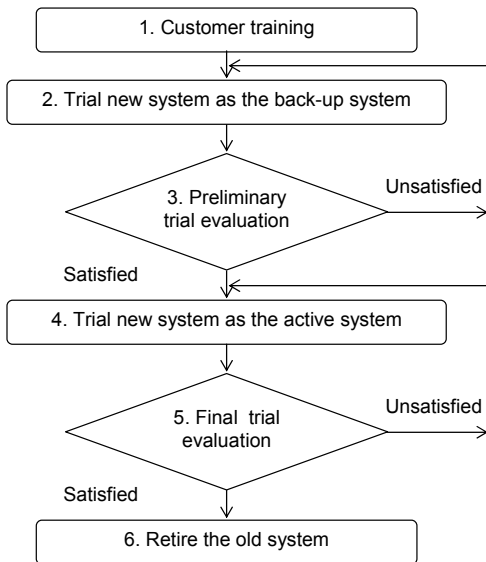 1. Customer training
2. Trial new system as the back-up system
3. Preliminary
trial evaluation
Unsatisfied
Satisfied
4. Trial new system as the active system
5. Final trial
evaluation
Unsatisfied
Satisfied
6. Retire the old system